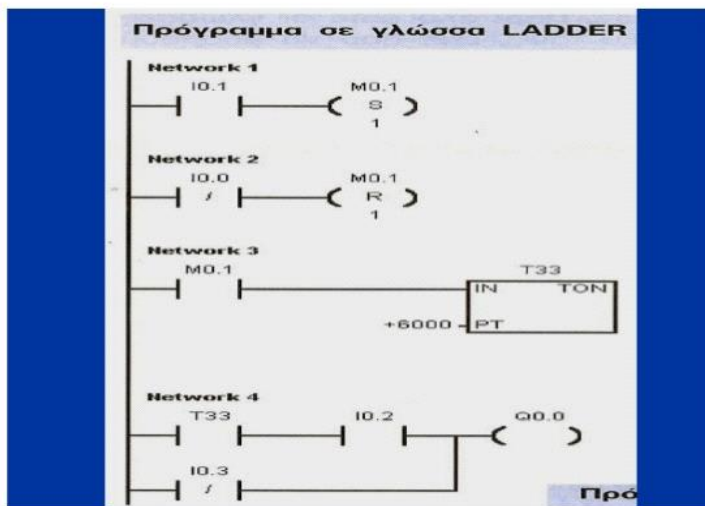 Πρόγραμμα σε γλώσσα LADDER
Network 1
I0.1 M0.1
S
1
Network 2
I0.0 M0.1
/ R
1
Network 3
M0.1 T33
IN TON
+6000 PT
Network 4
T33 I0.2 Q0.0
I0.3
/
Πρό